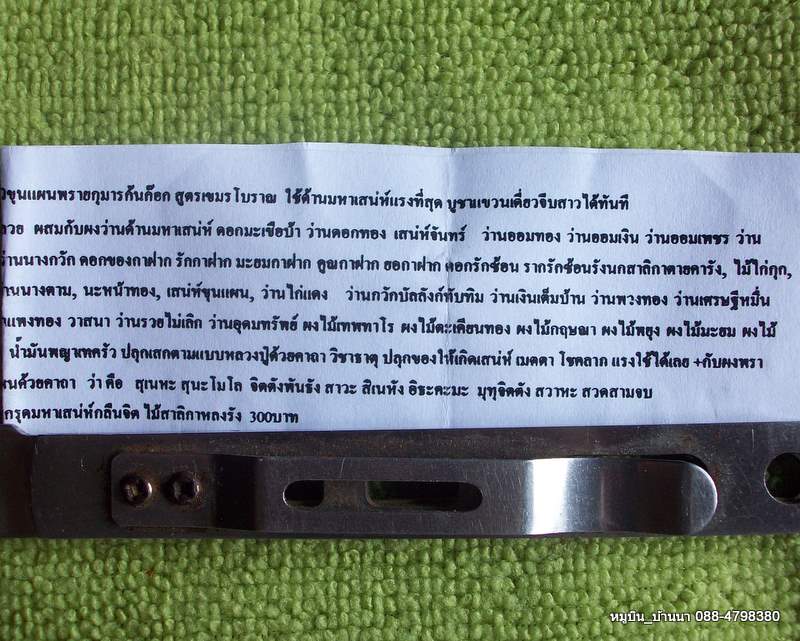 ขุนแผนพรายกุมารก้นก๊อก สูตรเขมรโบราณ ใช้ด้านมหาเสน่ห์แรงที่สุด บูชาแขวนเดี่ยวจีบสาวได้ทันที
ผสมกับผงว่านด้านมหาเสน่ห์ ดอกมะเขือบ้า ว่านดอกทอง เสน่ห์จันทร์ ว่านออมทอง ว่านออมเงิน ว่านออมเพชร ว่าน
ว่านนางกวัก ดอกของกาฝาก รักกาฝาก มะยมกาฝาก คูณกาฝาก ยอกาฝาก ดอกรักซ้อน รากรักซ้อนรังนกสาลิกาตายคารัง, ไม้ไก่กุก,
นะหน้าทอง, เสน่ห์ขุนแผน, ว่านไก่แดง ว่านกวักบัลลังก์ทับทิม ว่านเงินเต็มบ้าน ว่านพวงทอง ว่านเศรษฐีหมื่น
แพงทอง วาสนา ว่านรวยไม่เลิก ว่านอุดมทรัพย์ ผงไม้เทพทาโร ผงไม้ตะเคียนทอง ผงไม้กฤษณา ผงไม้พยุง ผงไม้มะยม ผงไม้
น้ำมันพญาเทครัว ปลุกเสกตามแบบหลวงปู่ด้วยคาถา วิชาธาตุ ปลุกของให้เกิดเสน่ห์ เมตตา โชคลาภ แรงใช้ได้เลย +กับผงพรา
ด้วยคาถา ว่า คือ สุเนหะ สุนะโมโล จิตตังพันธัง สาวะ สิเนหัง อิธะคะมะ มุทุจิตตัง สวาหะ สวดสามจบ
กรุดมหาเสน่ห์กลืนจิต ไม้สาลิกาหลงรัง 300บาท
หมูบิน_บ้านนา 088-4798380